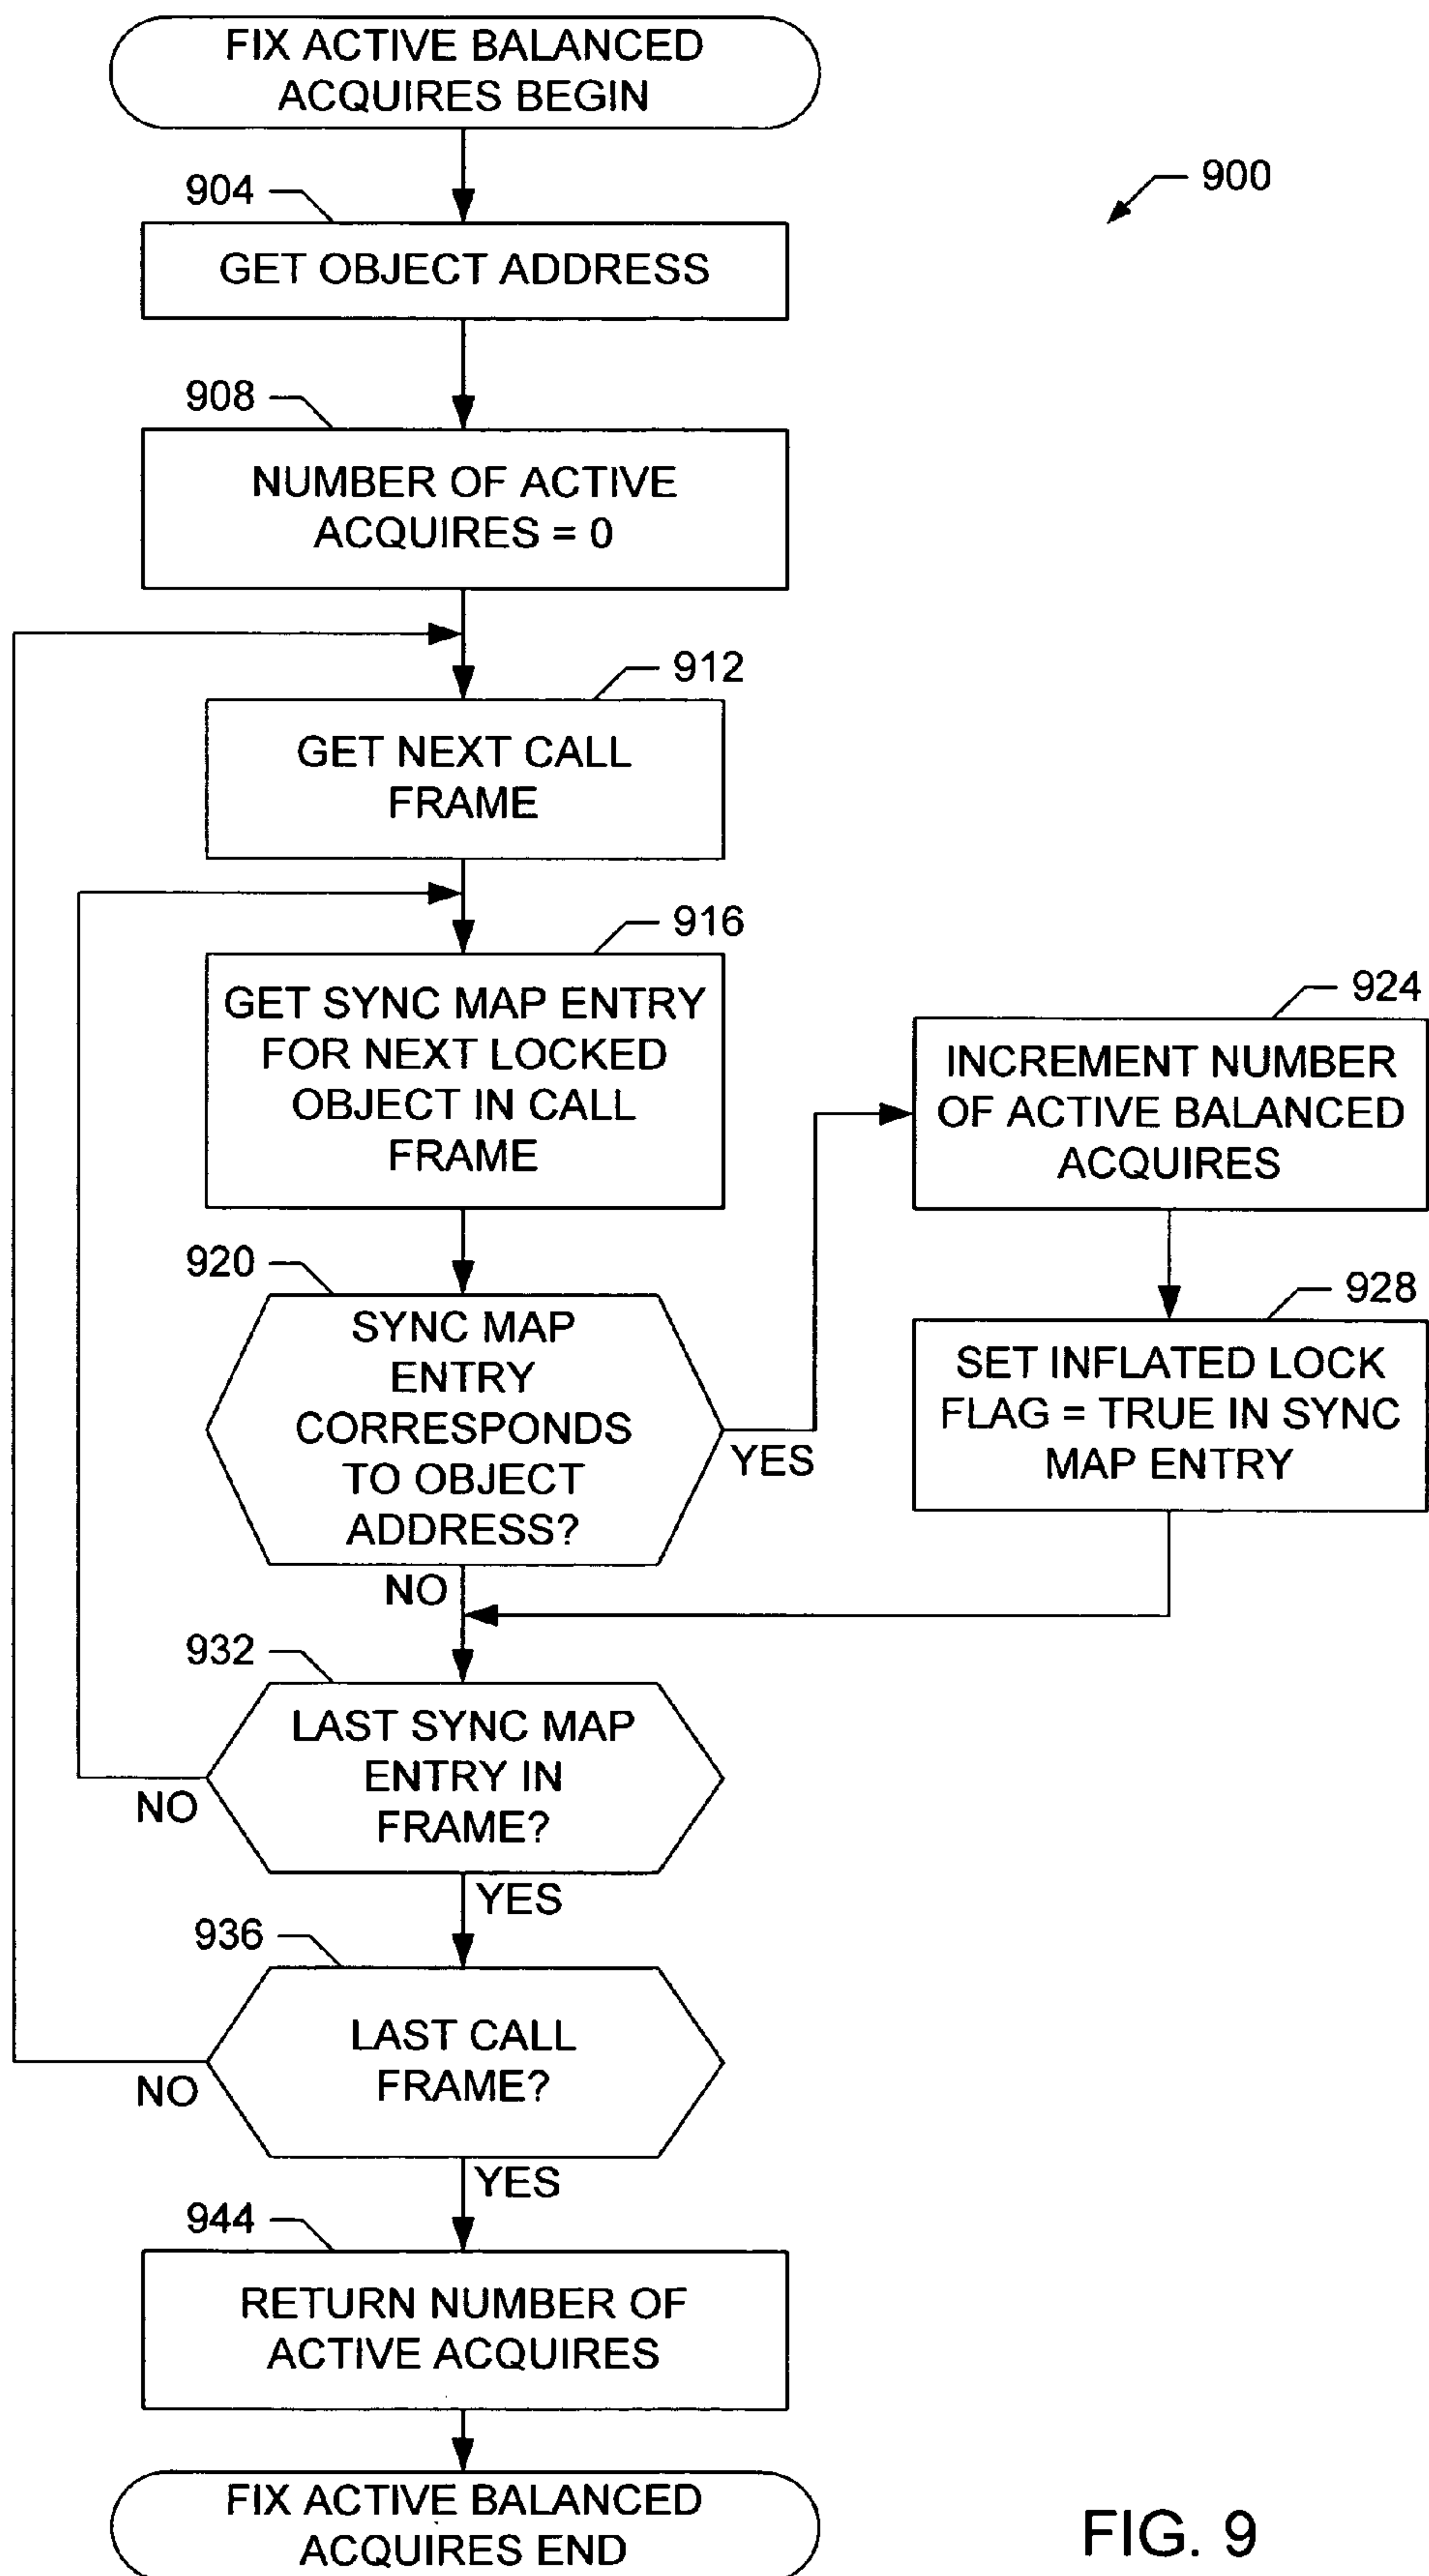 FIX ACTIVE BALANCED
ACQUIRES BEGIN
900
904
GET OBJECT ADDRESS
908
NUMBER OF ACTIVE
ACQUIRES = 0
912
GET NEXT CALL
FRAME
916
GET SYNC MAP ENTRY
FOR NEXT LOCKED
OBJECT IN CALL
FRAME
920
SYNC MAP
ENTRY
CORRESPONDS
TO OBJECT
ADDRESS?
YES
NO
924
INCREMENT NUMBER
OF ACTIVE BALANCED
ACQUIRES
928
SET INFLATED LOCK
FLAG = TRUE IN SYNC
MAP ENTRY
932
LAST SYNC MAP
ENTRY IN
FRAME?
NO
YES
936
LAST CALL
FRAME?
NO
YES
944
RETURN NUMBER OF
ACTIVE ACQUIRES
FIX ACTIVE BALANCED
ACQUIRES END
FIG. 9